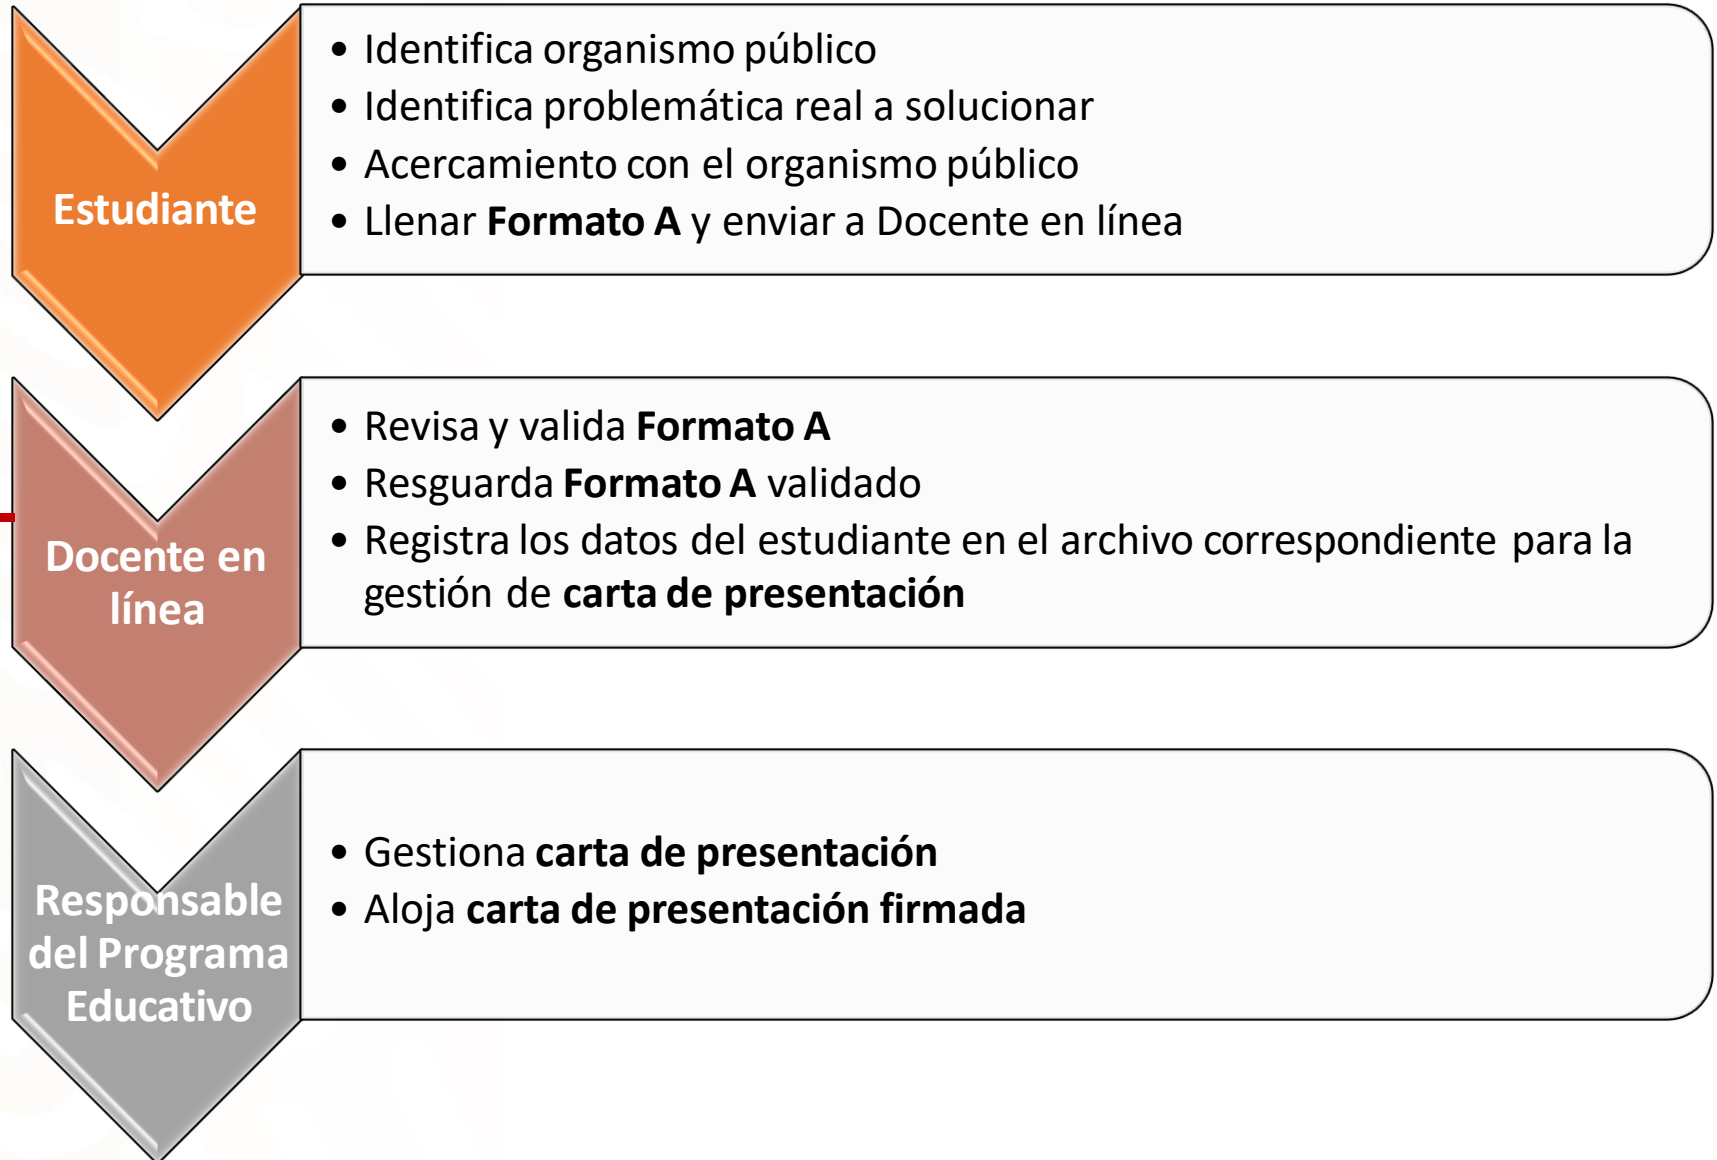 Estudiante
• Identifica organismo público
• Identifica problemática real a solucionar
• Acercamiento con el organismo público
• Llenar Formato A y enviar a Docente en línea
Docente en
línea
• Revisa y valida Formato A
• Resguarda Formato A validado
• Registra los datos del estudiante en el archivo correspondiente para la
gestión de carta de presentación
Responsable
del Programa
Educativo
• Gestiona carta de presentación
• Aloja carta de presentación firmada